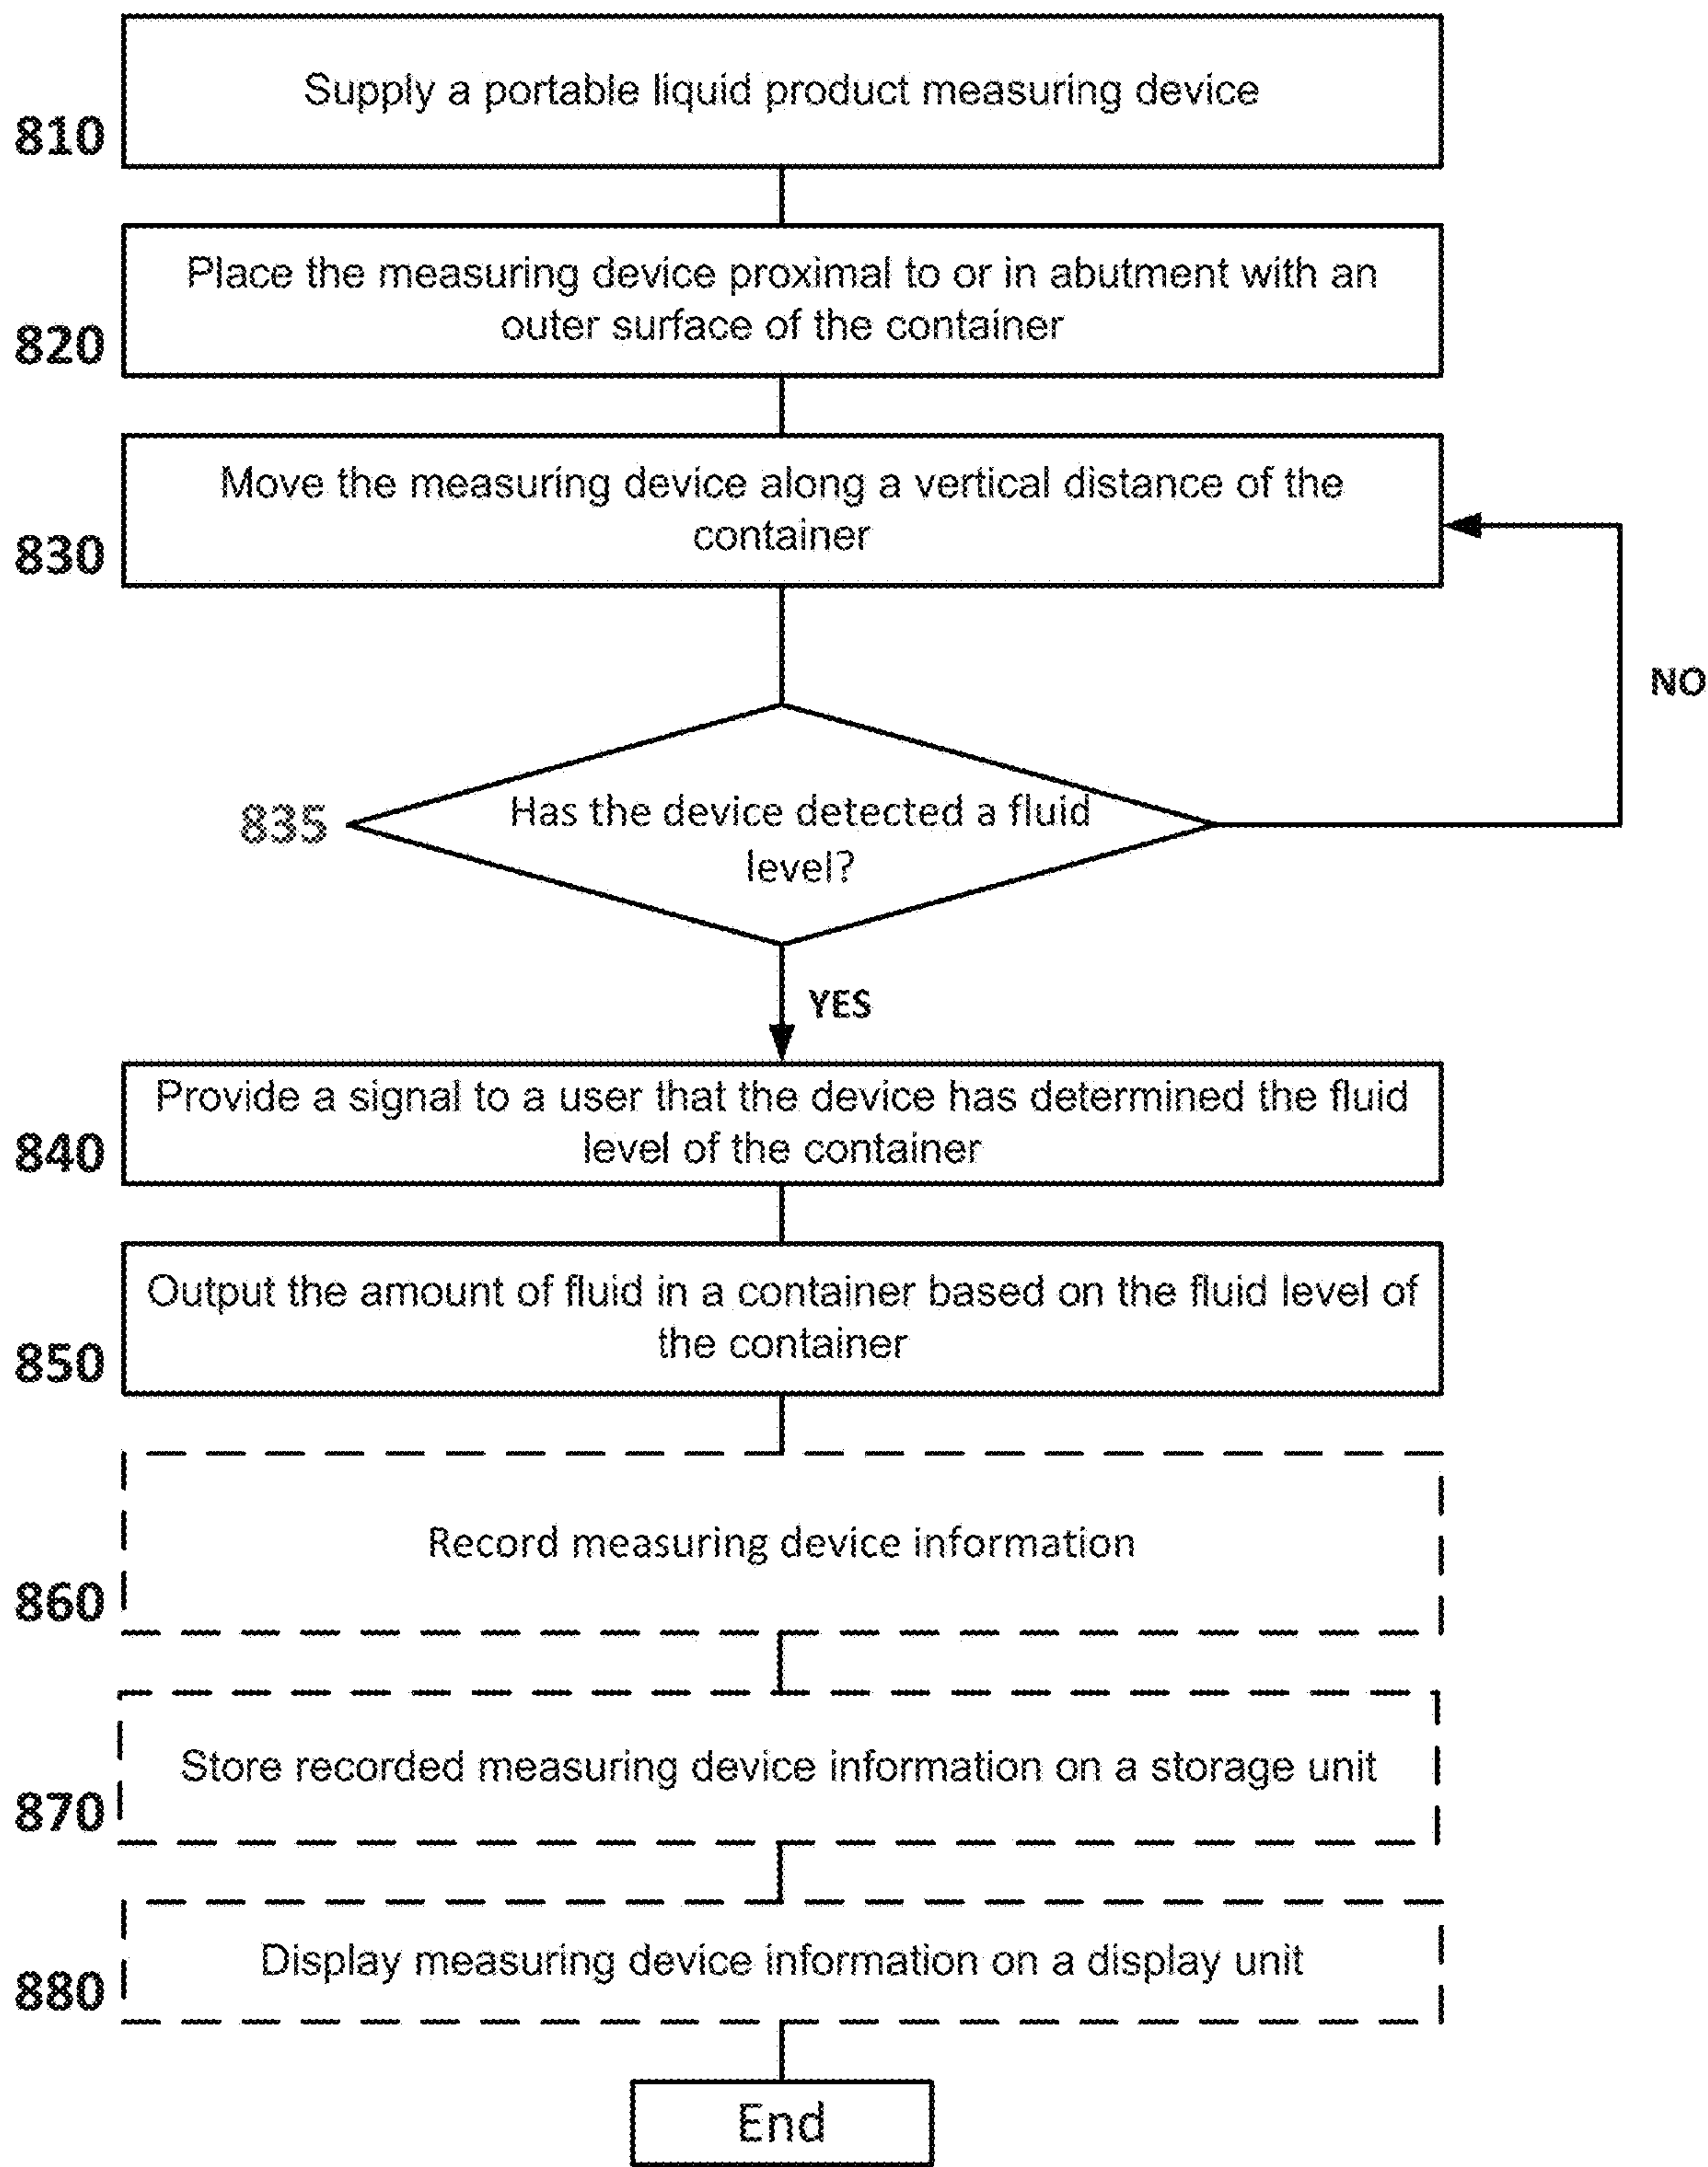 Supply a portable liquid product measuring device
810
Place the measuring device proximal to or in abutment with an
outer surface of the container
820
Move the measuring device along a vertical distance of the
container
830
NO
Has the device detected a fluid
level?
835
YES
Provide a signal to a user that the device has determined the fluid
level of the container
840
Output the amount of fluid in a container based on the fluid level of
the container
850
Record measuring device information
860
Store recorded measuring device information on a storage unit
870
Display measuring device information on a display unit
880
End